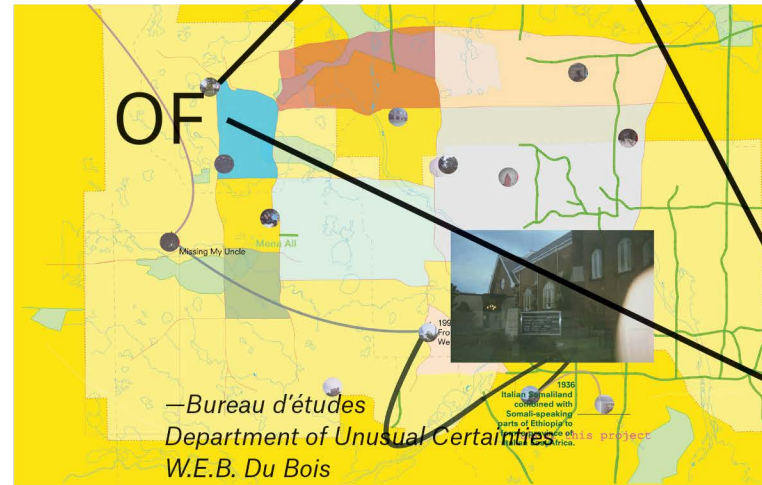 OF
Missing My Uncle
Mona All
199
Fro
We
—Bureau d'études
Department of Unusual Certainties
W.E.B. Du Bois
1936
Italian Somaliland
combined with
Somali-speaking
parts of Ethiopia to
this project